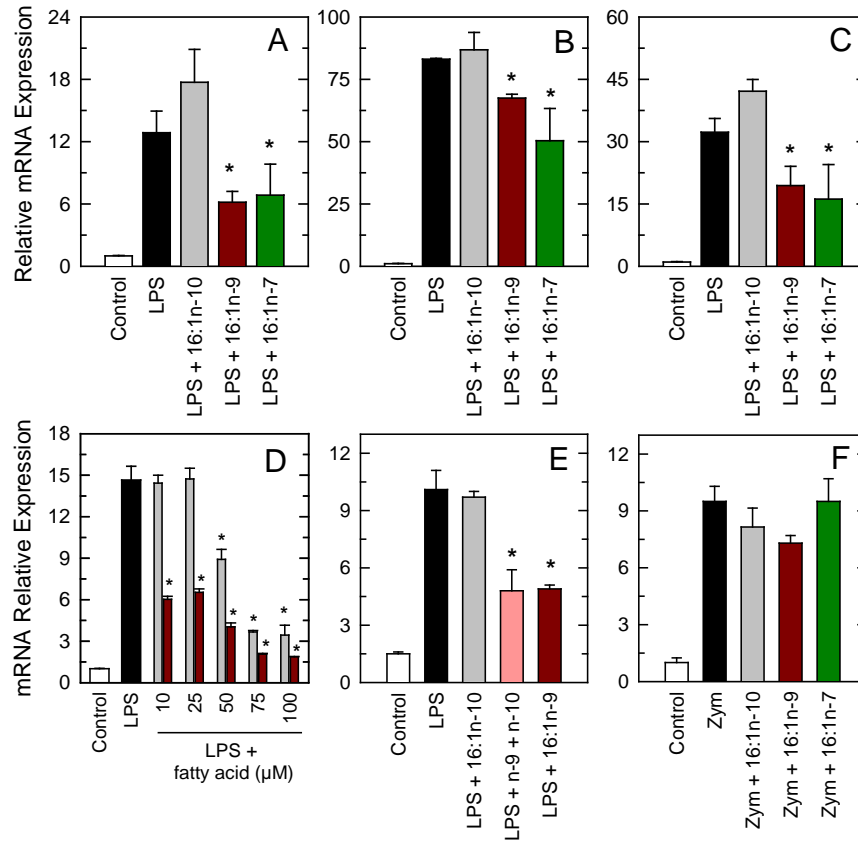 A
B
C
Relative mRNA Expression
24
18
12
6
0
*
*
Control
LPS
LPS + 16:1n-10
LPS + 16:1n-9
LPS + 16:1n-7
100
75
50
25
0
*
*
Control
LPS
LPS + 16:1n-10
LPS + 16:1n-9
LPS + 16:1n-7
60
45
30
15
0
*
*
Control
LPS
LPS + 16:1n-10
LPS + 16:1n-9
LPS + 16:1n-7
D
E
F
mRNA Relative Expression
18
15
12
9
6
3
0
*
*
*
*
*
*
*
*
Control
LPS
10
25
50
75
100
LPS +
fatty acid (µM)
12
9
6
3
0
*
*
Control
LPS
LPS + 16:1n-10
LPS + n-9 + n-10
LPS + 16:1n-9
12
9
6
3
0
Control
Zym
Zym + 16:1n-10
Zym + 16:1n-9
Zym + 16:1n-7